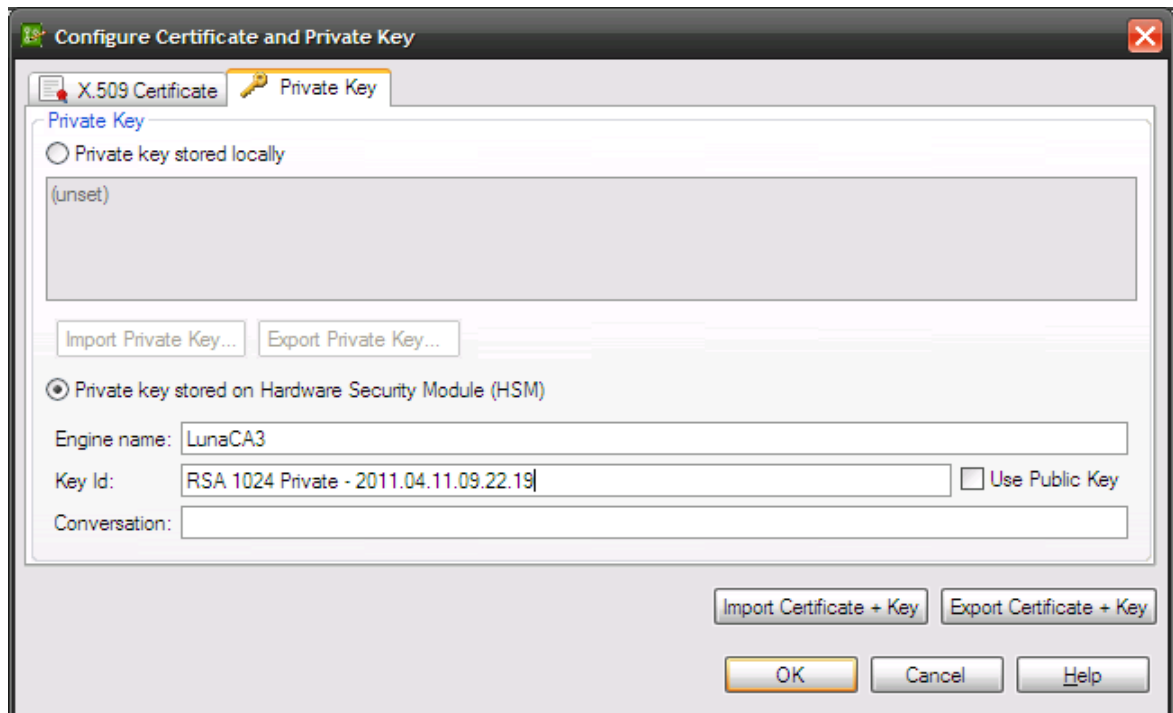 Configure Certificate and Private Key
X.509 Certificate
Private Key
Private Key
Private key stored locally
(unset)
Import Private Key...
Export Private Key...
Private key stored on Hardware Security Module (HSM)
Engine name: LunaCA3
Key Id: RSA 1024 Private - 2011.04.11.09.22.19
Use Public Key
Conversation:
Import Certificate + Key
Export Certificate + Key
OK
Cancel
Help